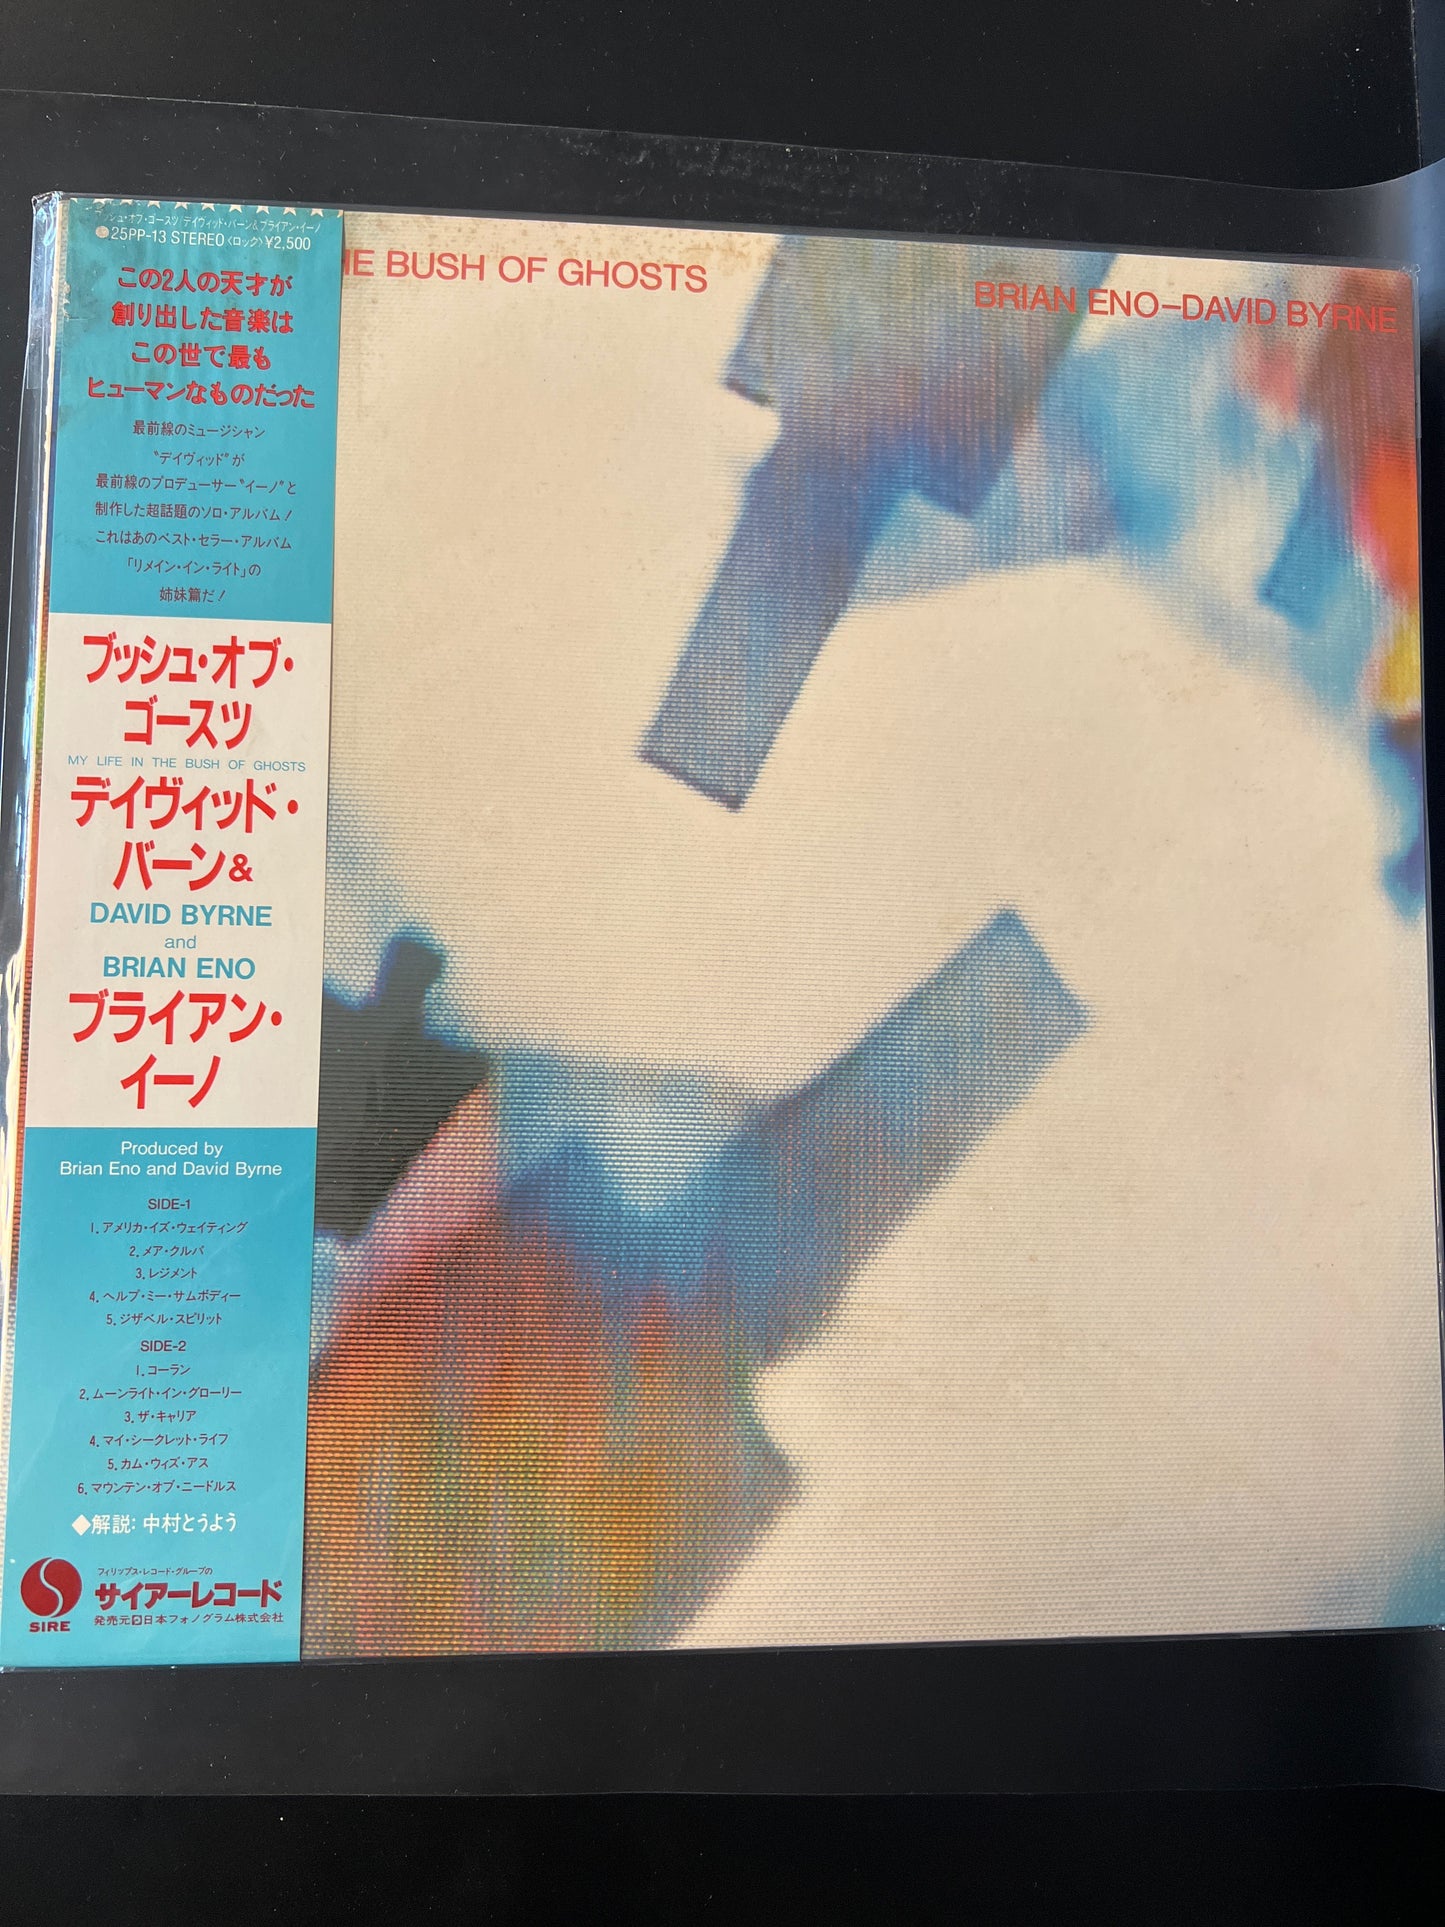 ブッシュ・オブ・ゴースツ/デイヴィッド・バーン&ブライアン・イーノ
25PP-13 STEREO〈ロック〉¥2,500
この2人の天才が
創り出した音楽は
この世で最も
ヒューマンなものだった
最前線のミュージシャン
“デイヴィッド”が
最前線のプロデューサー“イーノ”と
制作した超話題のソロ・アルバム!
これはあのベスト・セラー・アルバム
「リメイン・イン・ライト」の
姉妹篇だ!
ブッシュ・オブ・
ゴースツ
MY LIFE IN THE BUSH OF GHOSTS
デイヴィッド・
バーン&
DAVID BYRNE
and
BRIAN ENO
ブライアン・
イーノ
Produced by
Brian Eno and David Byrne
SIDE-1
1. アメリカ・イズ・ウェイティング
2. メア・クルバ
3. レジメント
4. ヘルプ・ミー・サムボディー
5. ジザベル・スピリット
SIDE-2
1. コーラン
2. ムーンライト・イン・グローリー
3. ザ・キャリア
4. マイ・シークレット・ライフ
5. カム・ウィズ・アス
6. マウンテン・オブ・ニードルス
◆解説: 中村とうよう
フィリップス・レコード・グループの
サイアーレコード
発売元日本フォノグラム株式会社
SIRE
HE BUSH OF GHOSTS
BRIAN ENO–DAVID BYRNE